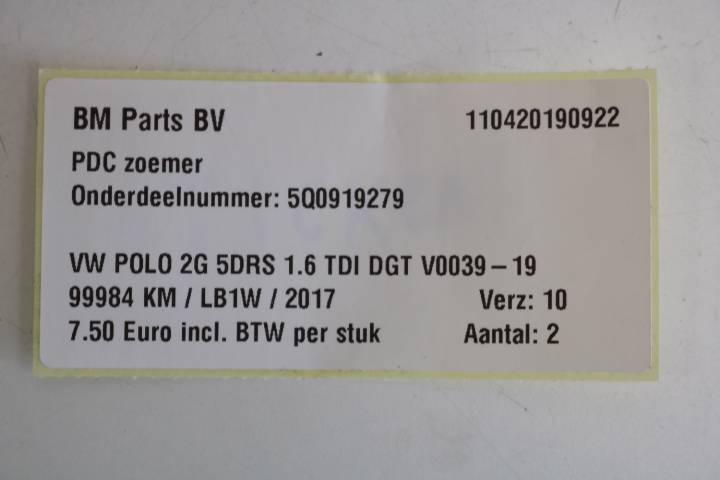 BM Parts BV 110420190922
PDC zoemer
Onderdeelnummer: 5Q0919279
VW POLO 2G 5DRS 1.6 TDI DGT V0039 – 19
99984 KM / LB1W / 2017 Verz: 10
7.50 Euro incl. BTW per stuk Aantal: 2